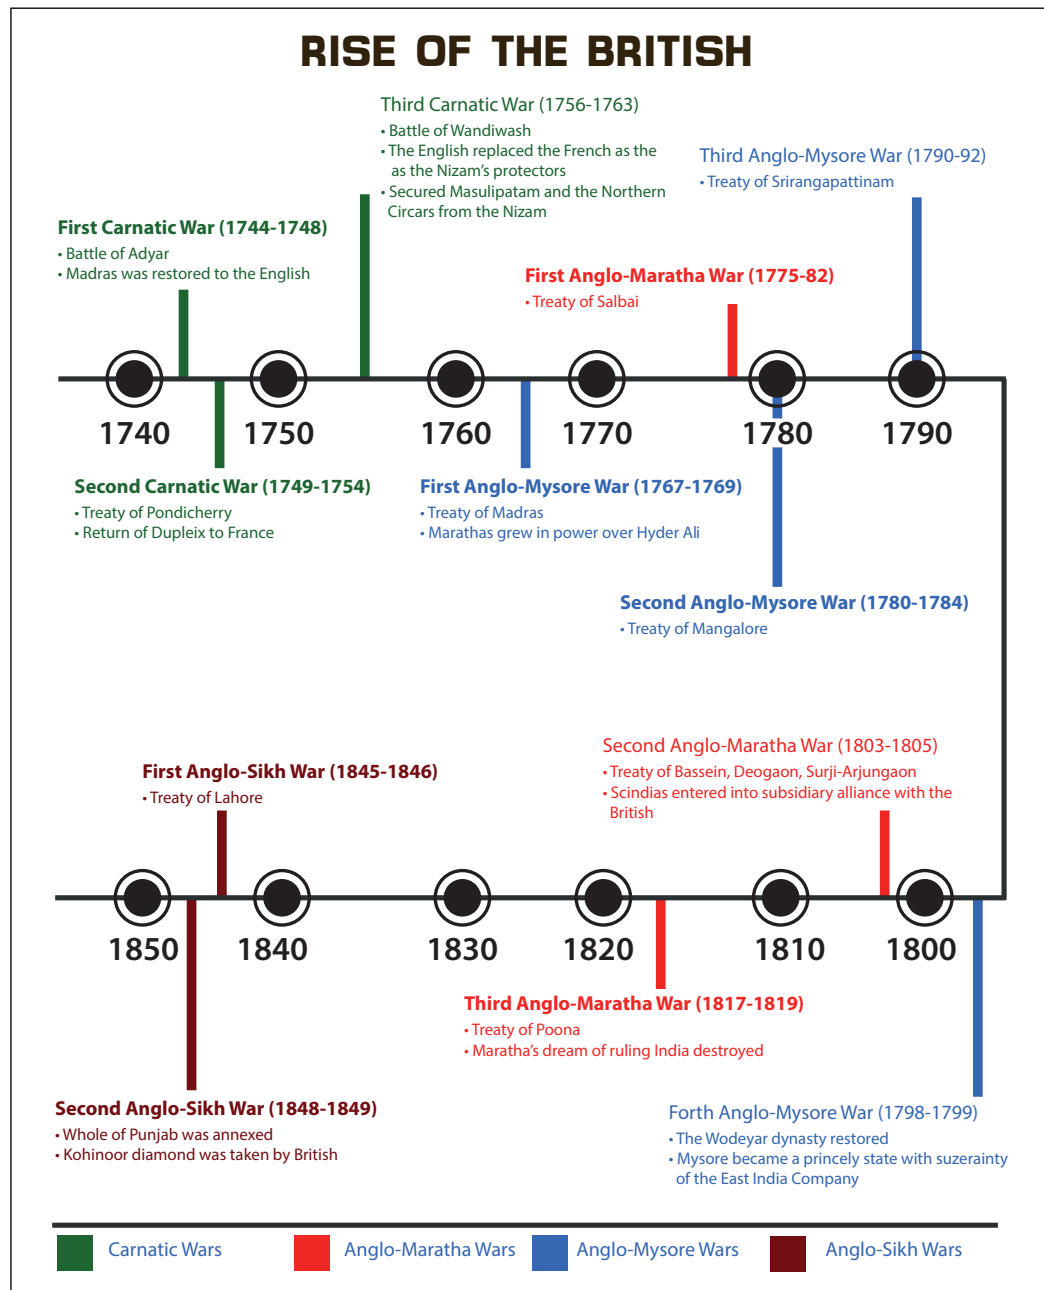 RISE OF THE BRITISH
Third Carnatic War (1756-1763)
• Battle of Wandiwash
• The English replaced the French as the
as the Nizam's protectors
• Secured Masulipatam and the Northern
Circars from the Nizam
Third Anglo-Mysore War (1790-92)
• Treaty of Srirangapattinam
First Carnatic War (1744-1748)
• Battle of Adyar
• Madras was restored to the English
First Anglo-Maratha War (1775-82)
• Treaty of Salbai
1740
1750
1760
1770
1780
1790
Second Carnatic War (1749-1754)
• Treaty of Pondicherry
• Return of Dupleix to France
First Anglo-Mysore War (1767-1769)
• Treaty of Madras
• Marathas grew in power over Hyder Ali
Second Anglo-Mysore War (1780-1784)
• Treaty of Mangalore
Second Anglo-Maratha War (1803-1805)
• Treaty of Bassein, Deogaon, Surji-Arjungaon
• Scindias entered into subsidiary alliance with the
British
First Anglo-Sikh War (1845-1846)
• Treaty of Lahore
1850
1840
1830
1820
1810
1800
Third Anglo-Maratha War (1817-1819)
• Treaty of Poona
• Maratha's dream of ruling India destroyed
Second Anglo-Sikh War (1848-1849)
• Whole of Punjab was annexed
• Kohinoor diamond was taken by British
Forth Anglo-Mysore War (1798-1799)
• The Wodeyar dynasty restored
• Mysore became a princely state with suzerainty
of the East India Company
Carnatic Wars
Anglo-Maratha Wars
Anglo-Mysore Wars
Anglo-Sikh Wars